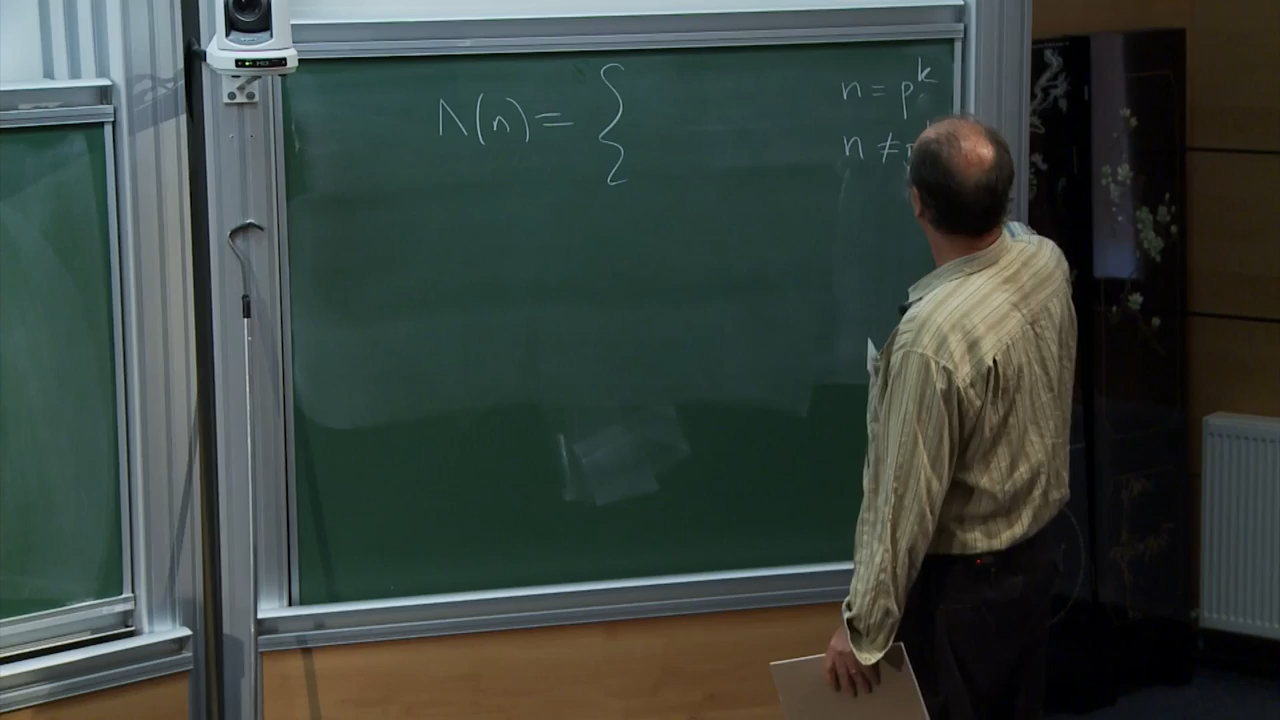 Λ(n) = { n = p^k
n ≠